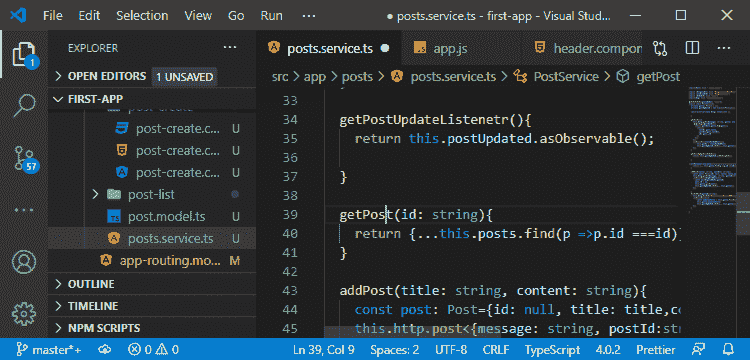 File Edit Go Run ··· ● posts.service.ts - first-app - Visual Stud...
EXPLORER ···
OPEN EDITORS 1 UNSAVED
FIRST-APP
post-create.c... U
post-create.c... U
post-create.c... U
post-list
post.model.ts U
posts.service.ts U
app-routing.mo... M
OUTLINE
TIMELINE
NPM SCRIPTS
1
57
posts.service.ts ● app.js header.compon
src > app > posts > posts.service.ts > PostService > getPost
33 }
34 getPostUpdateListenetr(){
35 return this.postUpdated.asObservable();
36
37 }
38
39 getPost(id: string){
40 return {...this.posts.find(p =>p.id ===id)}
41 }
42
43 addPost(title: string, content: string){
44 const post: Post={id: null, title: title,co
45 this.http.post<{message: string, postId:str
master*+ 0 0 Ln 39, Col 9 Spaces: 2 UTF-8 CRLF TypeScript 4.0.2 Prettier